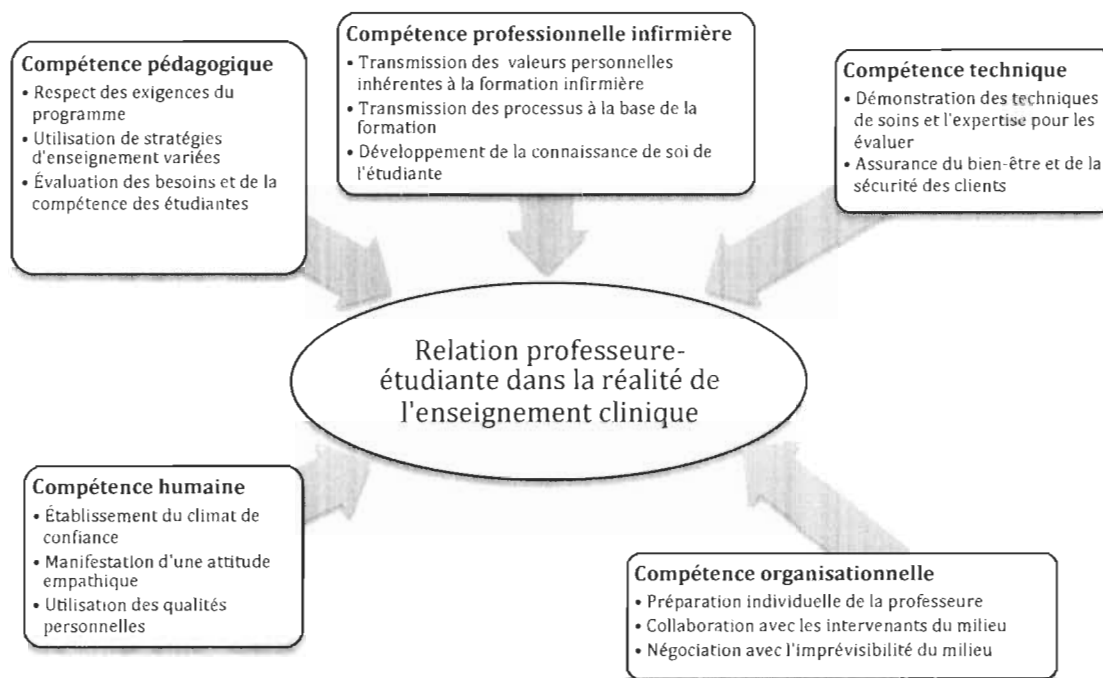 Compétence pédagogique
• Respect des exigences du
programme
• Utilisation de stratégies
d'enseignement variées
• Évaluation des besoins et de la
compétence des étudiantes
Compétence professionnelle infirmière
• Transmission des valeurs personnelles
inhérentes à la formation infirmière
• Transmission des processus à la base de la
formation
• Développement de la connaissance de soi de
l'étudiante
Compétence technique
• Démonstration des techniques
de soins et l'expertise pour les
évaluer
• Assurance du bien-être et de la
sécurité des clients
Relation professeure-
étudiante dans la réalité de
l'enseignement clinique
Compétence humaine
• Établissement du climat de
confiance
• Manifestation d'une attitude
empathique
• Utilisation des qualités
personnelles
Compétence organisationnelle
• Préparation individuelle de la professeure
• Collaboration avec les intervenants du milieu
• Négociation avec l'imprévisibilité du milieu